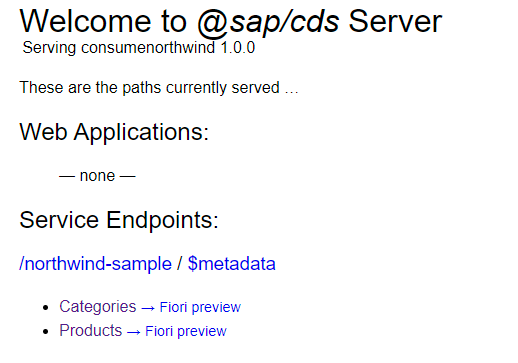 Welcome to @sap/cds Server
Serving consumenorthwind 1.0.0
These are the paths currently served …
Web Applications:
— none —
Service Endpoints:
/northwind-sample / $metadata
• Categories → Fiori preview
• Products → Fiori preview